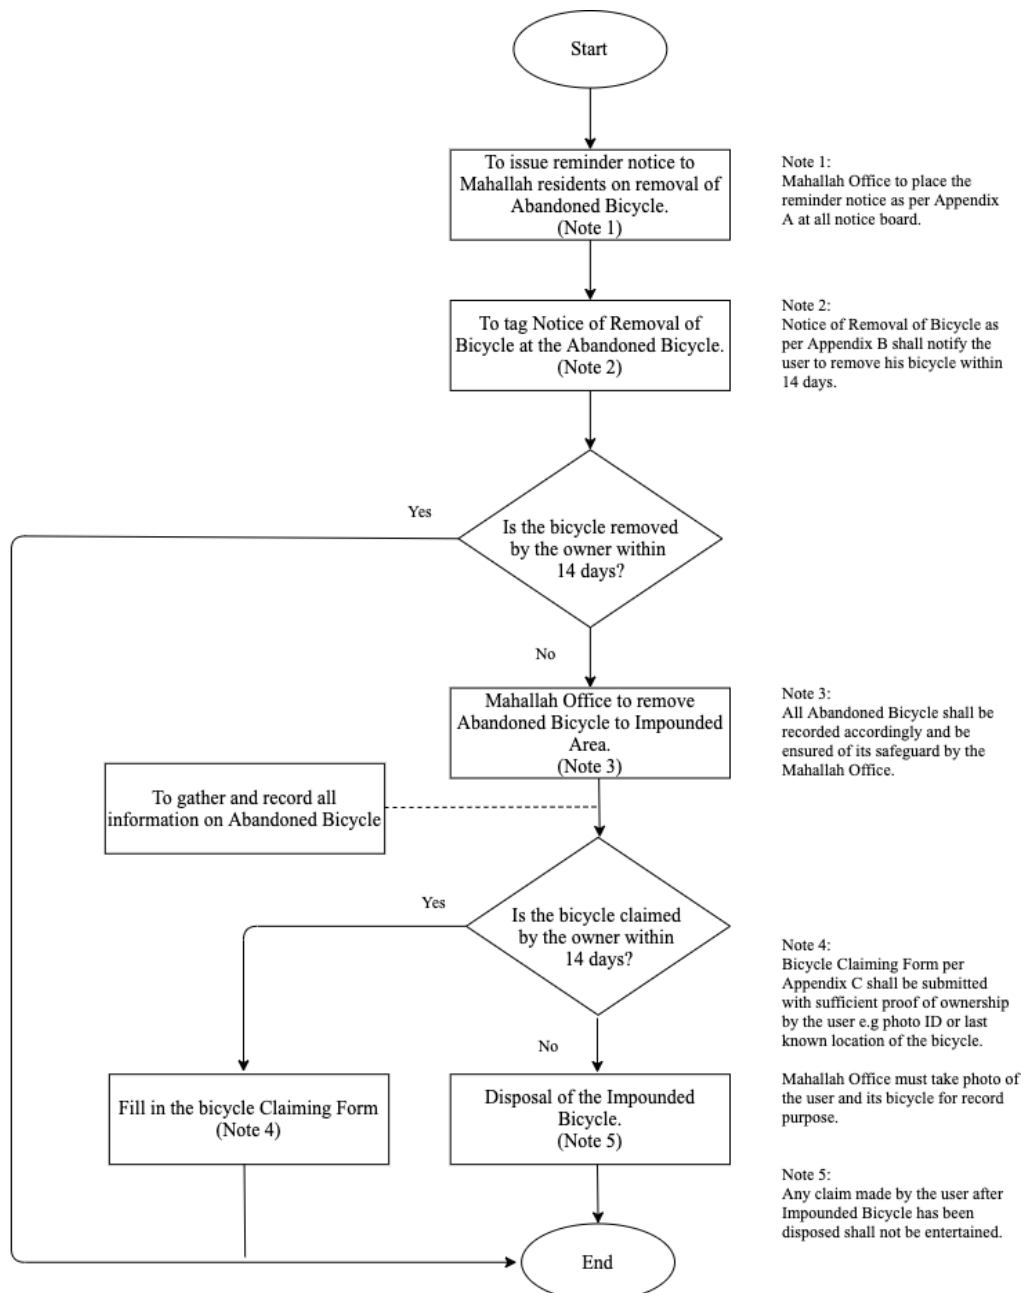 Start
To issue reminder notice to
Mahallah residents on removal of
Abandoned Bicycle.
(Note 1)
Note 1:
Mahallah Office to place the
reminder notice as per Appendix
A at all notice board.
To tag Notice of Removal of
Bicycle at the Abandoned Bicycle.
(Note 2)
Note 2:
Notice of Removal of Bicycle as
per Appendix B shall notify the
user to remove his bicycle within
14 days.
Yes
Is the bicycle removed
by the owner within
14 days?
No
Mahallah Office to remove
Abandoned Bicycle to Impounded
Area.
(Note 3)
Note 3:
All Abandoned Bicycle shall be
recorded accordingly and be
ensured of its safeguard by the
Mahallah Office.
To gather and record all
information on Abandoned Bicycle
Yes
Is the bicycle claimed
by the owner within
14 days?
No
Note 4:
Bicycle Claiming Form per
Appendix C shall be submitted
with sufficient proof of ownership
by the user e.g photo ID or last
known location of the bicycle.
Mahallah Office must take photo of
the user and its bicycle for record
purpose.
Fill in the bicycle Claiming Form
(Note 4)
Disposal of the Impounded
Bicycle.
(Note 5)
Note 5:
Any claim made by the user after
Impounded Bicycle has been
disposed shall not be entertained.
End